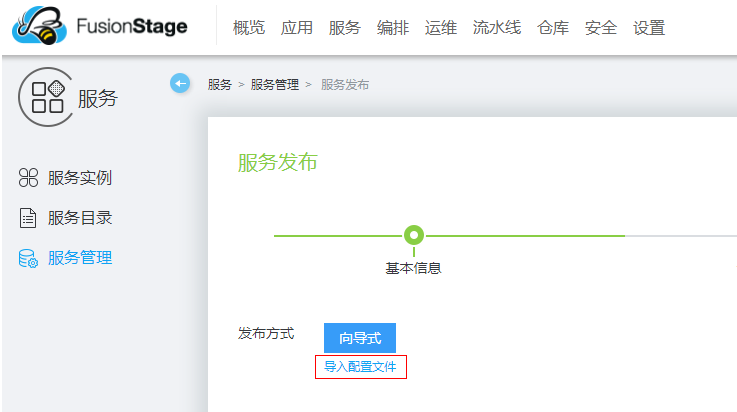 FusionStage 概览 应用 服务 编排 运维 流水线 仓库 安全 设置
服务
服务 > 服务管理 > 服务发布
服务实例
服务目录
服务管理
服务发布
基本信息
发布方式 向导式
导入配置文件